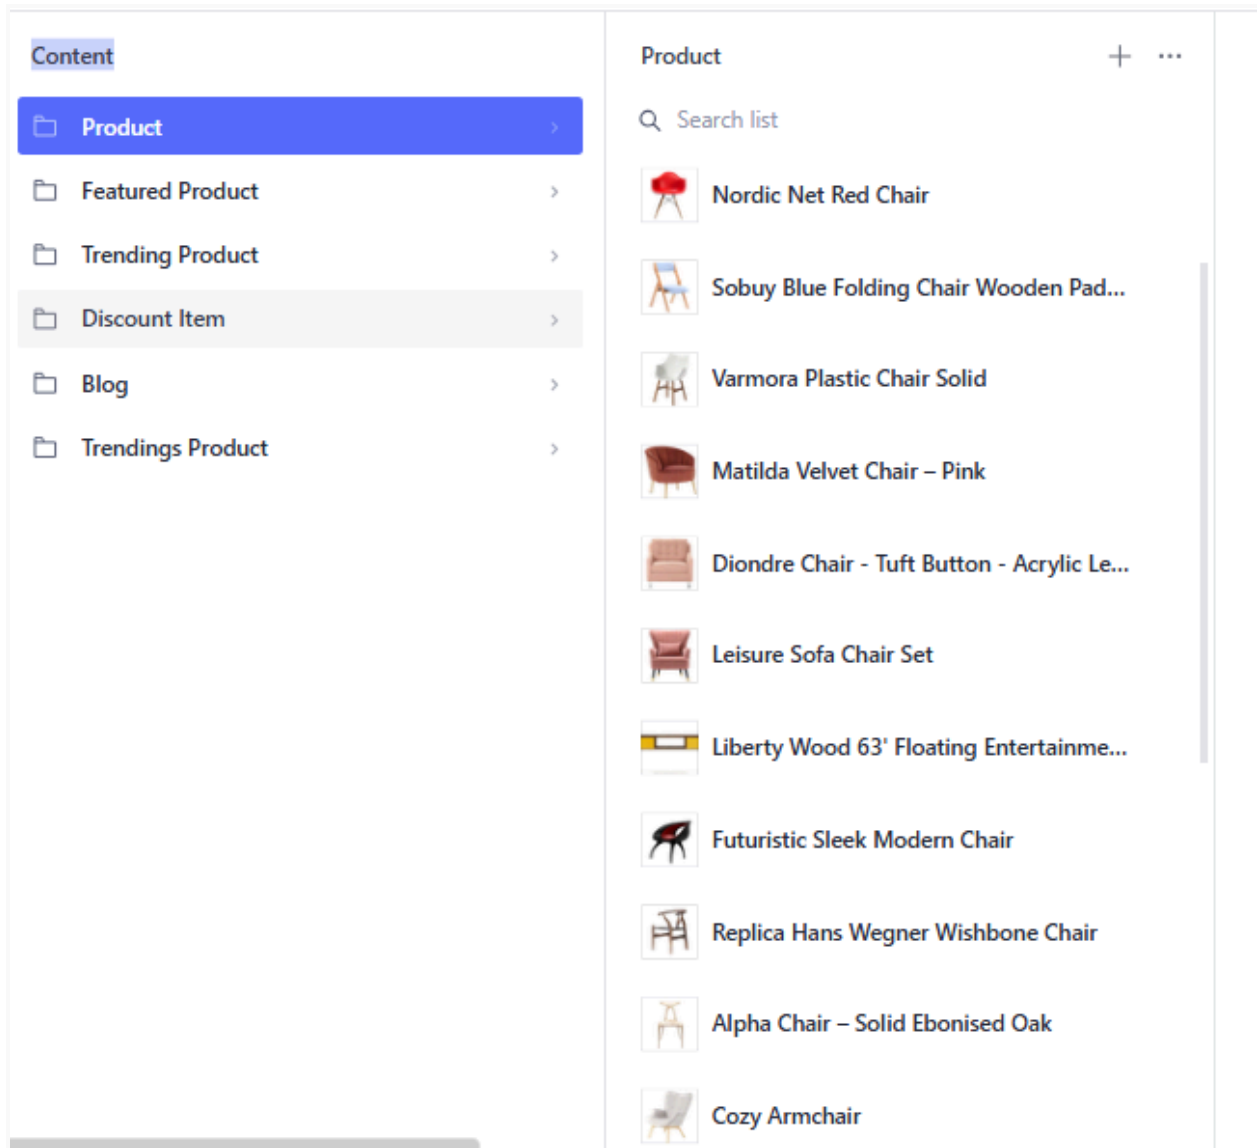 Content
Product
Featured Product
Trending Product
Discount Item
Blog
Trendings Product
Product
Search list
Nordic Net Red Chair
Sobuy Blue Folding Chair Wooden Pad...
Varmora Plastic Chair Solid
Matilda Velvet Chair – Pink
Diondre Chair - Tuft Button - Acrylic Le...
Leisure Sofa Chair Set
Liberty Wood 63' Floating Entertainme...
Futuristic Sleek Modern Chair
Replica Hans Wegner Wishbone Chair
Alpha Chair – Solid Ebonised Oak
Cozy Armchair